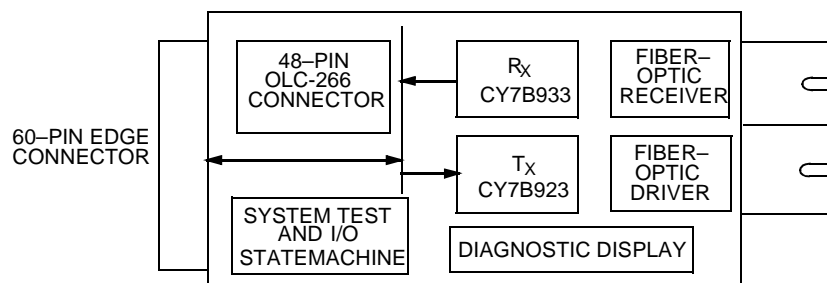 60–PIN EDGE
CONNECTOR
48–PIN
OLC-266
CONNECTOR
RX
CY7B933
FIBER–
OPTIC
RECEIVER
TX
CY7B923
FIBER–
OPTIC
DRIVER
SYSTEM TEST
AND I/O
STATEMACHINE
DIAGNOSTIC DISPLAY